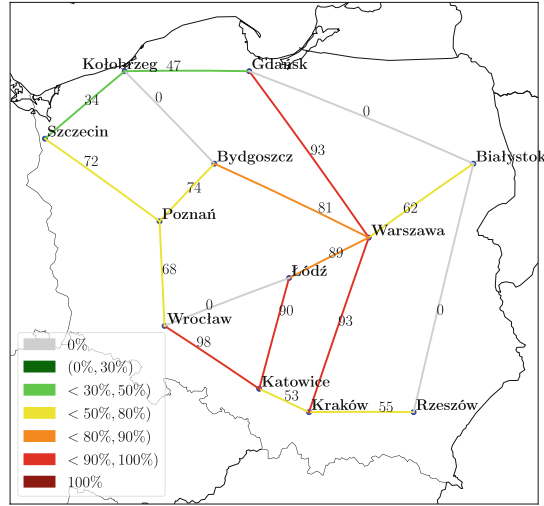 Kołobrzeg 47 Gdańsk
0
34
0
Szczecin
93
72
Bydgoszcz
Białystok
74
81
62
Poznań
Warszawa
89
68
Łódź
0
90
93
0
Wrocław
98
Katowice
53
Kraków 55 Rzeszów
0%
(0%, 30%)
< 30%, 50%)
< 50%, 80%)
< 80%, 90%)
< 90%, 100%)
100%